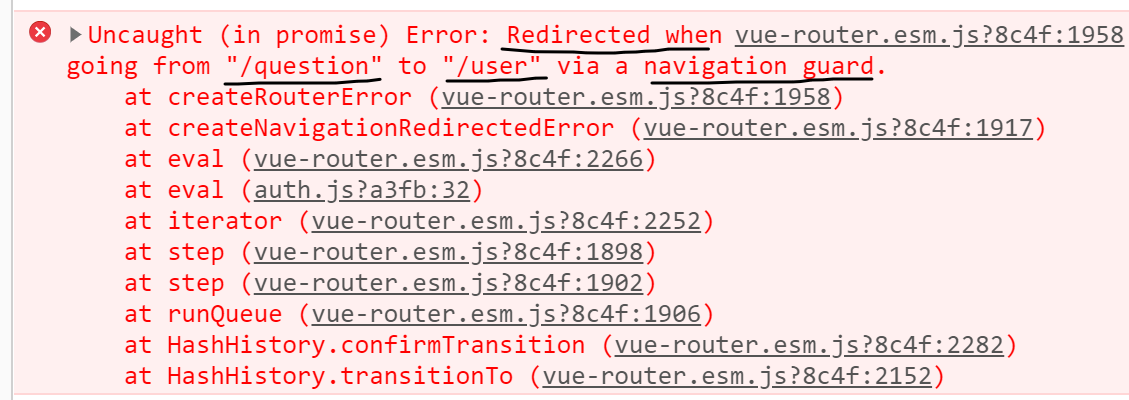 Uncaught (in promise) Error: Redirected when vue-router.esm.js?8c4f:1958
going from "/question" to "/user" via a navigation guard.
at createRouterError (vue-router.esm.js?8c4f:1958)
at createNavigationRedirectedError (vue-router.esm.js?8c4f:1917)
at eval (vue-router.esm.js?8c4f:2266)
at eval (auth.js?a3fb:32)
at iterator (vue-router.esm.js?8c4f:2252)
at step (vue-router.esm.js?8c4f:1898)
at step (vue-router.esm.js?8c4f:1902)
at runQueue (vue-router.esm.js?8c4f:1906)
at HashHistory.confirmTransition (vue-router.esm.js?8c4f:2282)
at HashHistory.transitionTo (vue-router.esm.js?8c4f:2152)